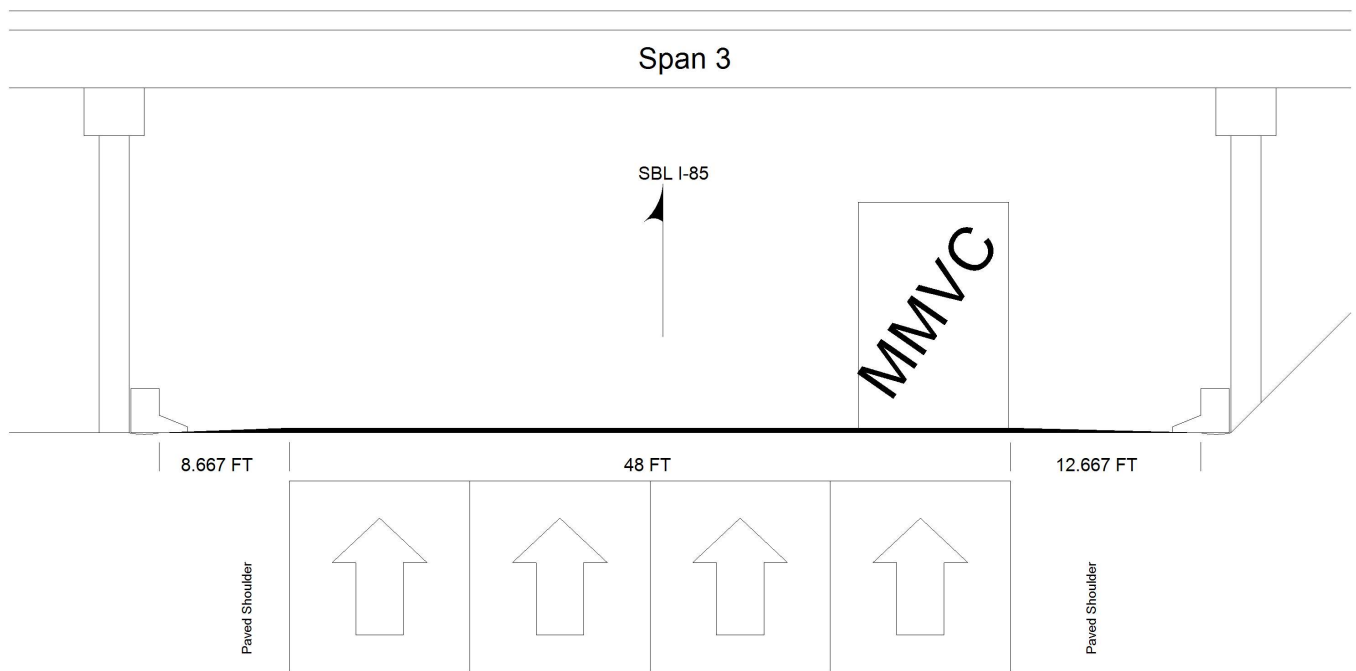 Span 3
SBL I-85
MMVC
8.667 FT
48 FT
12.667 FT
Paved Shoulder
Paved Shoulder